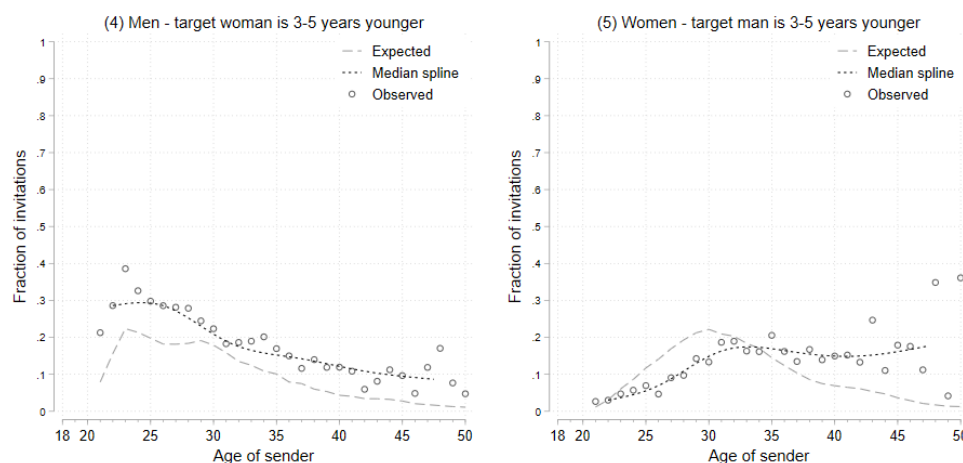 (4) Men - target woman is 3-5 years younger
Expected
Median spline
Observed
Fraction of invitations
1
.9
.8
.7
.6
.5
.4
.3
.2
.1
0
18 20 25 30 35 40 45 50
Age of sender
(5) Women - target man is 3-5 years younger
Expected
Median spline
Observed
Fraction of invitations
1
.9
.8
.7
.6
.5
.4
.3
.2
.1
0
18 20 25 30 35 40 45 50
Age of sender